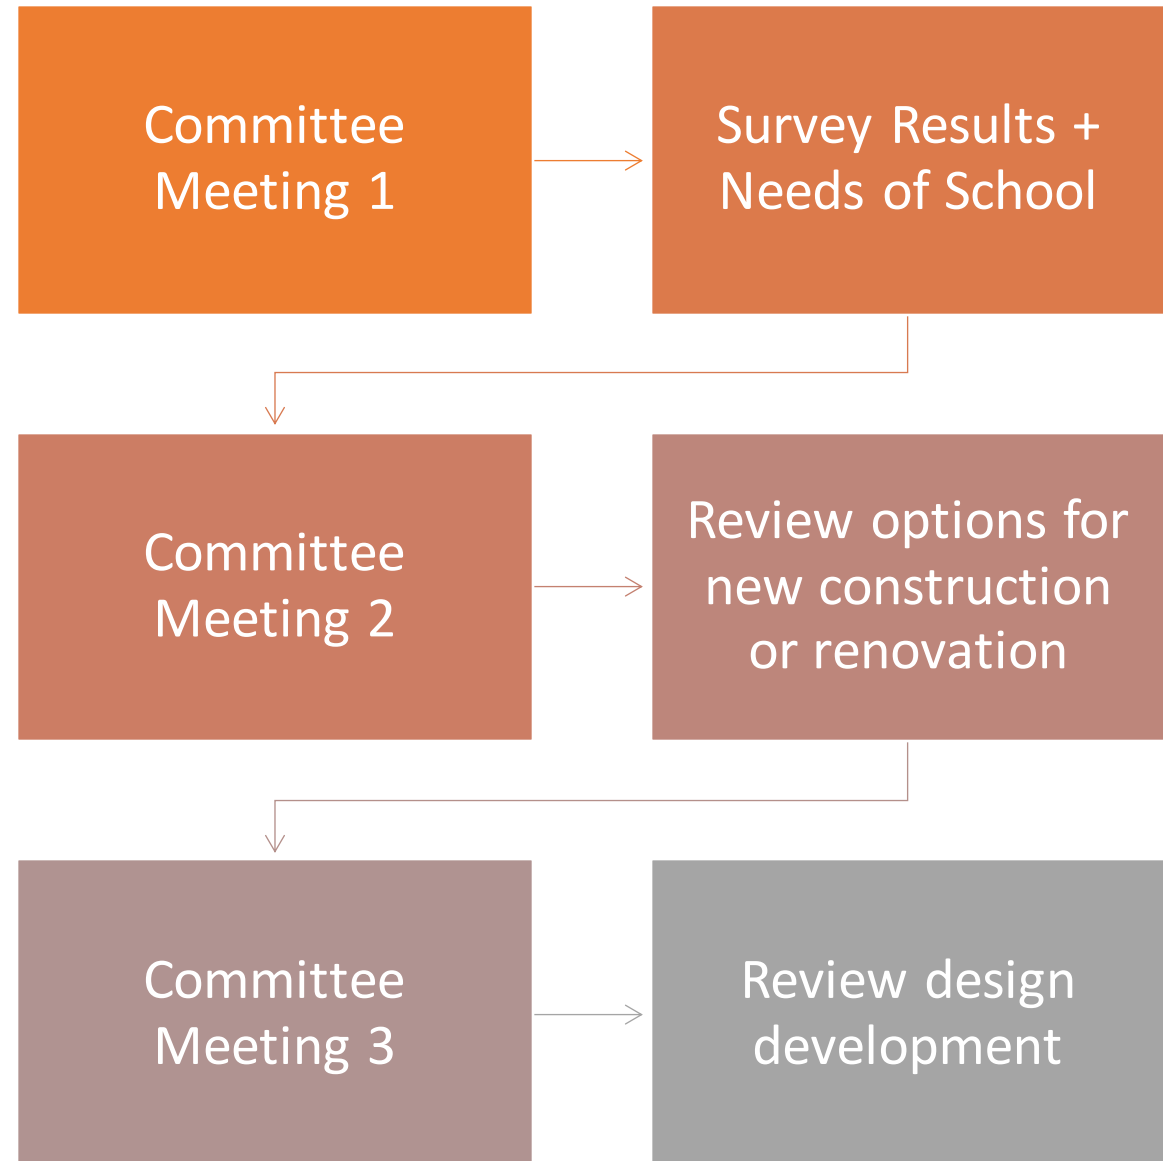 Committee
Meeting 1
Survey Results +
Needs of School
Committee
Meeting 2
Review options for
new construction
or renovation
Committee
Meeting 3
Review design
development